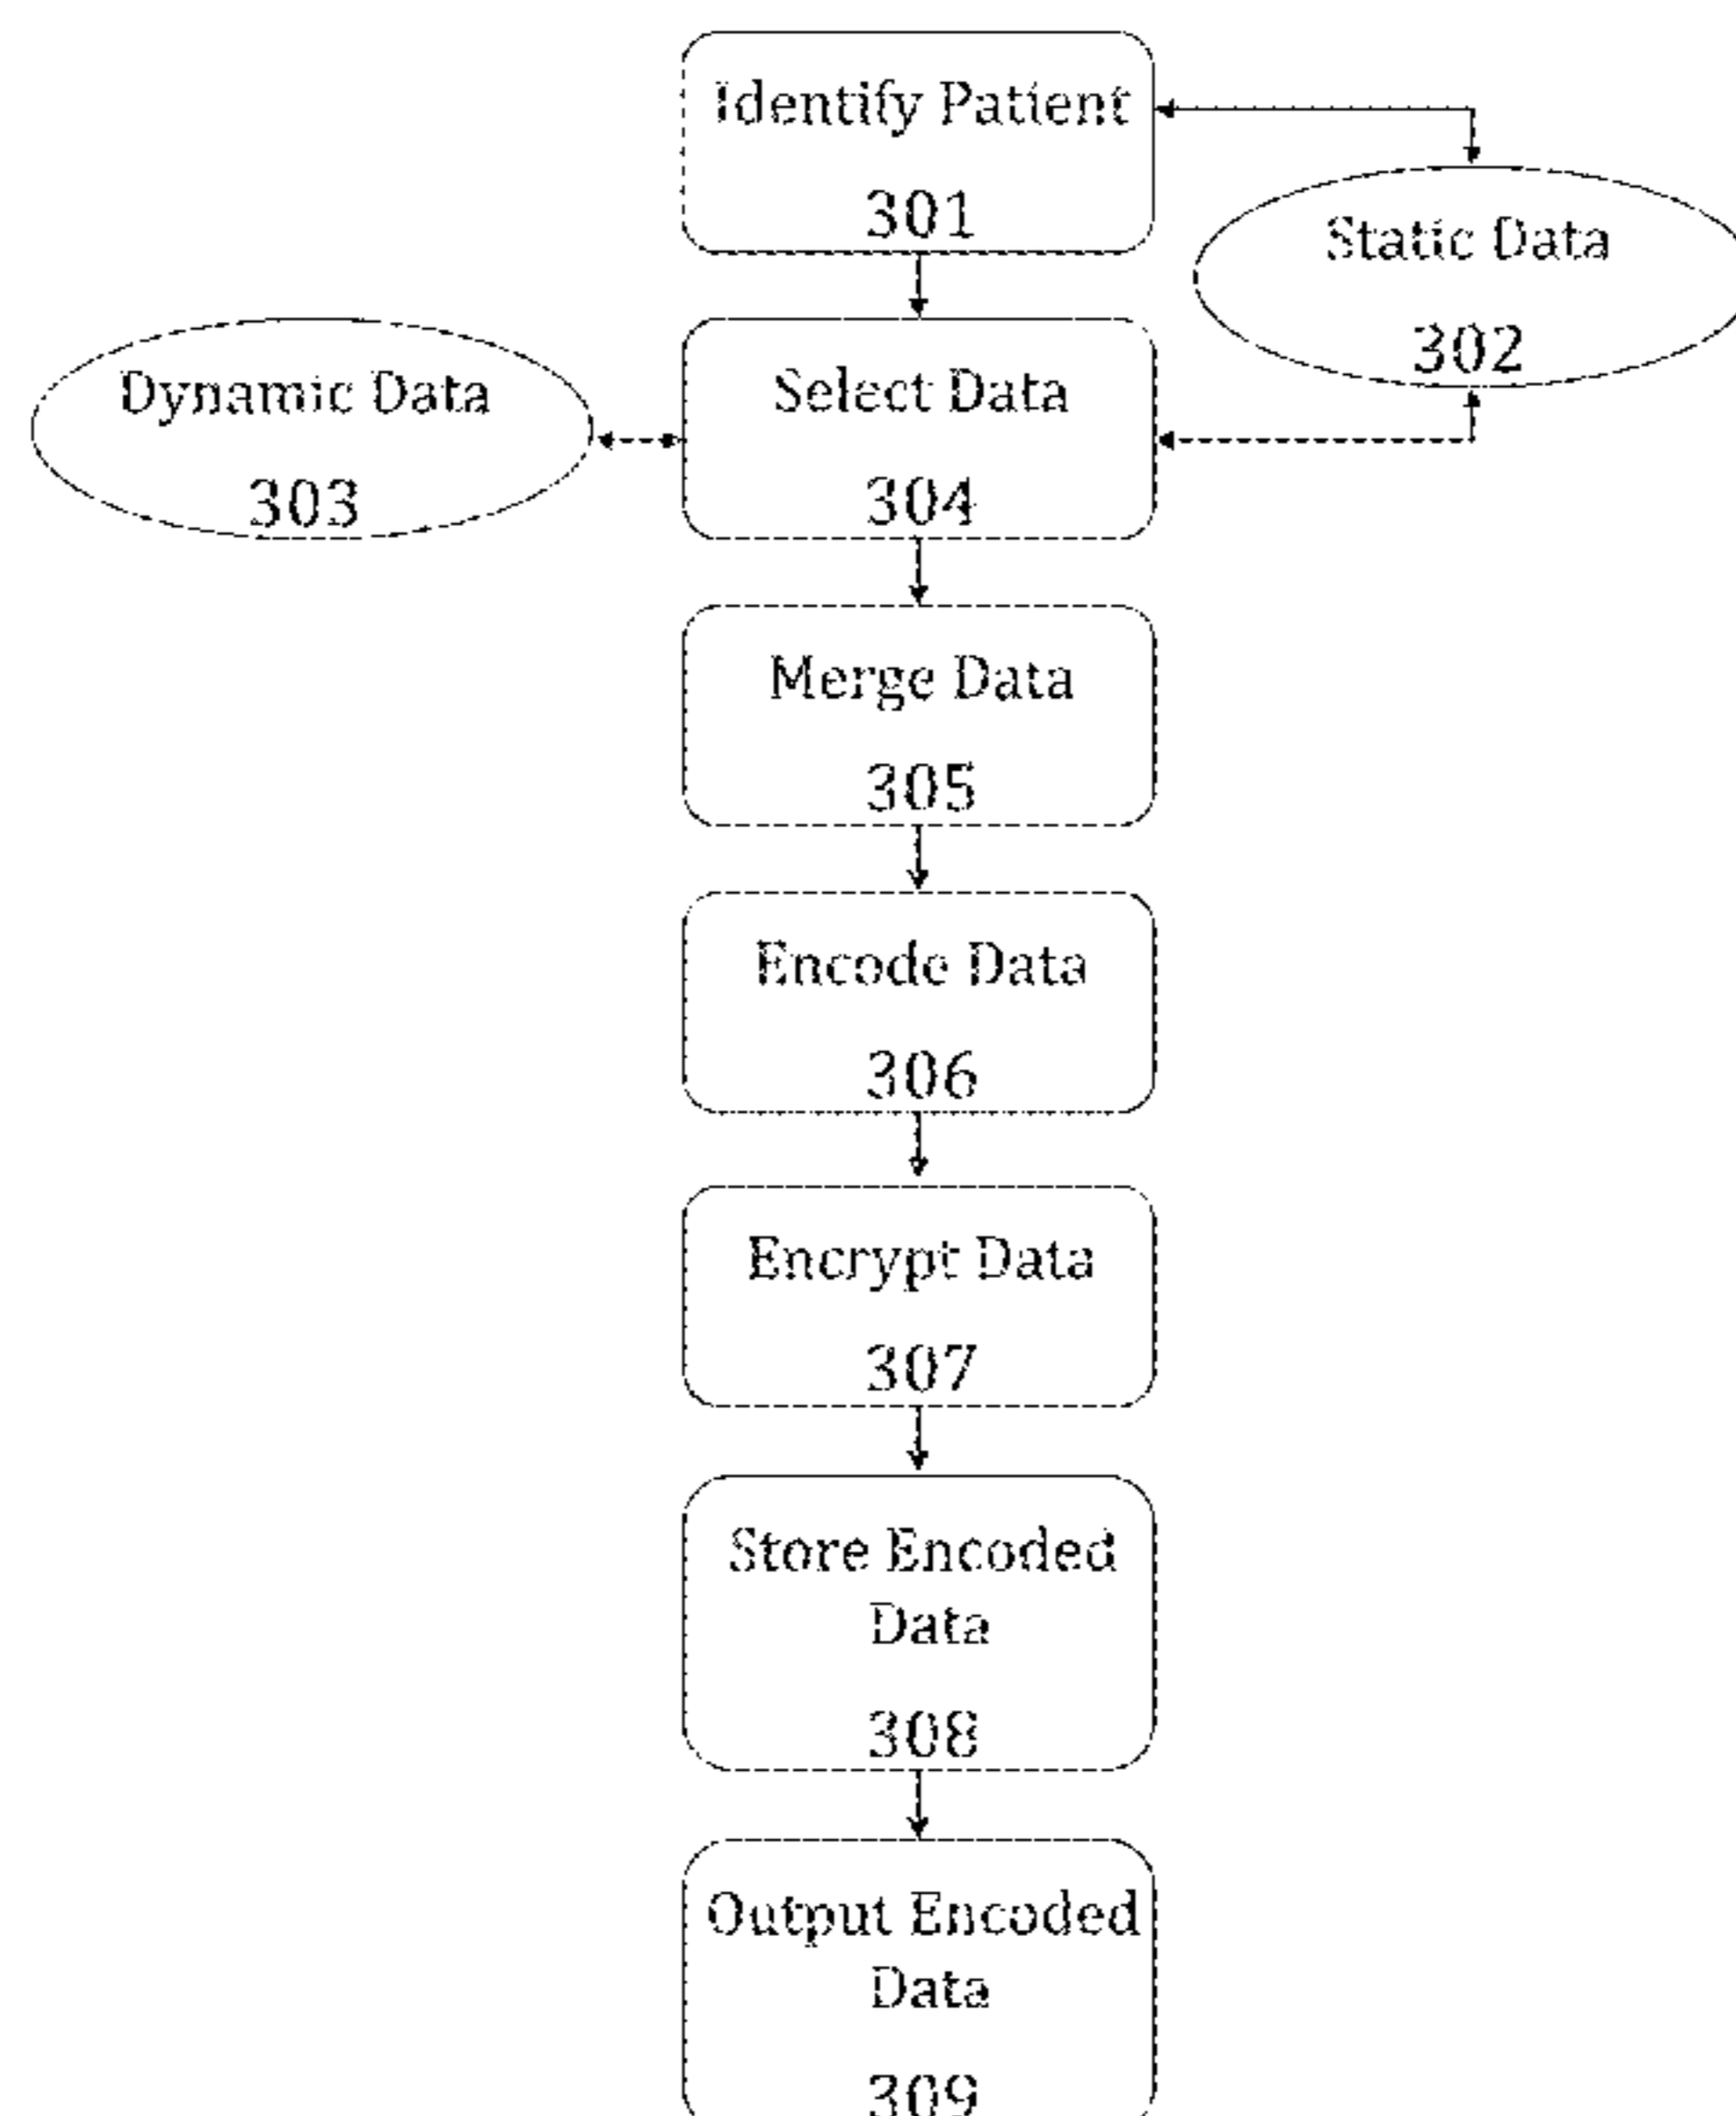 Identify Patient
301
Static Data
302
Dynamic Data
303
Select Data
304
Merge Data
305
Encode Data
306
Encrypt Data
307
Store Encoded
Data
308
Output Encoded
Data
309